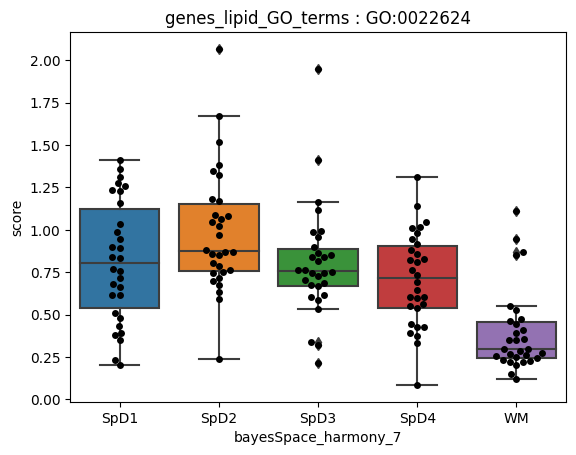 genes_lipid_GO_terms : GO:0022624
2.00
1.75
1.50
1.25
1.00
0.75
0.50
0.25
0.00
score
SpD1 SpD2 SpD3 SpD4 WM
bayesSpace_harmony_7